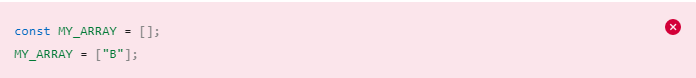 const MY_ARRAY = [];
MY_ARRAY = ["B"];